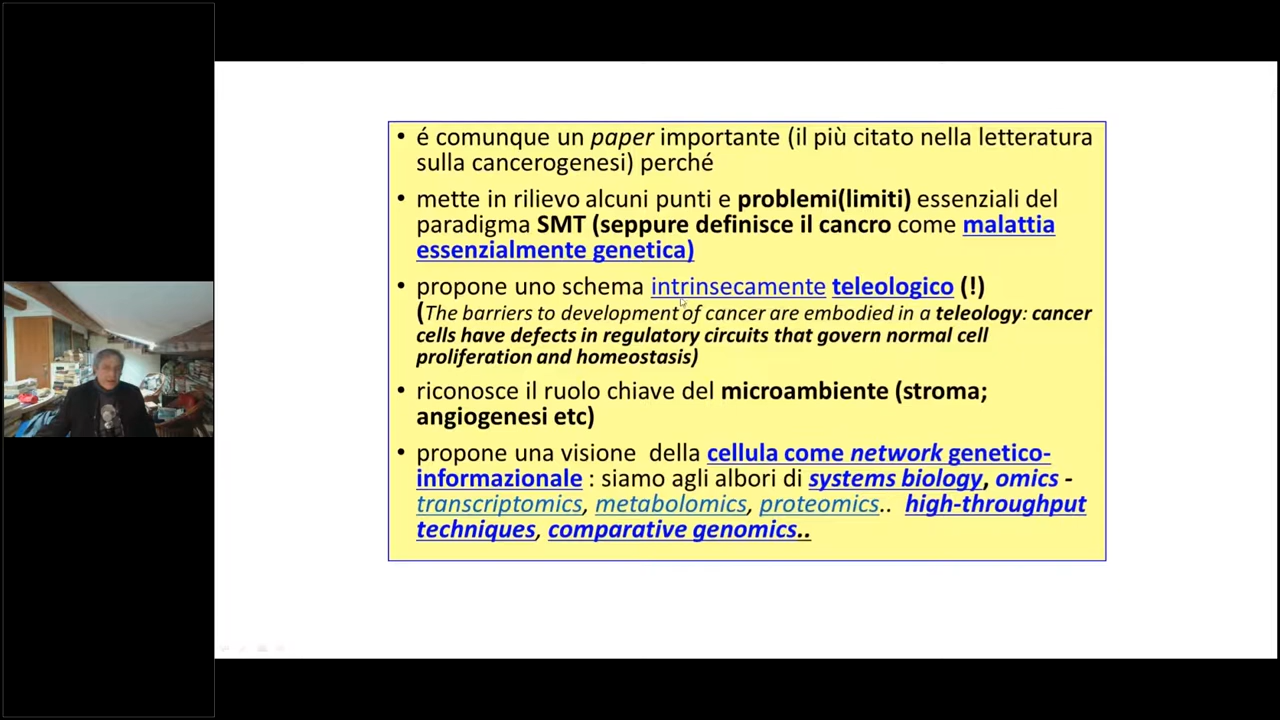 • é comunque un paper importante (il più citato nella letteratura
sulla cancerogenesi) perché
• mette in rilievo alcuni punti e problemi(limiti) essenziali del
paradigma SMT (seppure definisce il cancro come malattia
essenzialmente genetica)
• propone uno schema intrinsecamente teleologico (!)
(The barriers to development of cancer are embodied in a teleology: cancer
cells have defects in regulatory circuits that govern normal cell
proliferation and homeostasis)
• riconosce il ruolo chiave del microambiente (stroma;
angiogenesi etc)
• propone una visione della cellula come network genetico-
informazionale : siamo agli albori di systems biology, omics -
transcriptomics, metabolomics, proteomics.. high-throughput
techniques, comparative genomics..